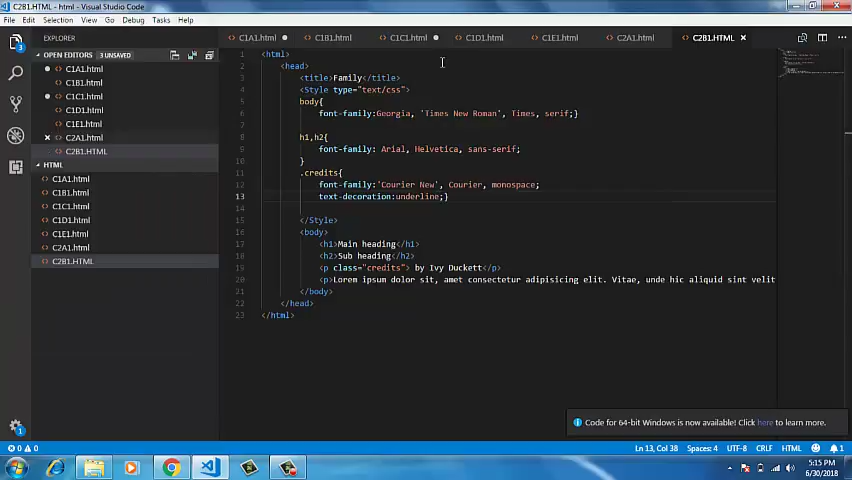 C2B1.HTML - html - Visual Studio Code
File Edit Selection View Go Debug Tasks Help
EXPLORER
C1A1.html C1B1.html C1C1.html C1D1.html C1E1.html C2A1.html C2B1.HTML
OPEN EDITORS 3 UNSAVED
C1A1.html
C1B1.html
C1C1.html
C1D1.html
C1E1.html
C2A1.html
C2B1.HTML
HTML
C1A1.html
C1B1.html
C1C1.html
C1D1.html
C1E1.html
C2A1.html
C2B1.HTML
3
1
1 <html>
2 <head>
3 <title>Family</title>
4 <Style type="text/css">
5 body{
6 font-family:Georgia, 'Times New Roman', Times, serif;}
7
8 h1,h2{
9 font-family: Arial, Helvetica, sans-serif;
10 }
11 .credits{
12 font-family:'Courier New', Courier, monospace;
13 text-decoration:underline;}
14
15 </Style>
16 <body>
17 <h1>Main heading</h1>
18 <h2>Sub heading</h2>
19 <p class="credits"> by Ivy Duckett</p>
20 <p>Lorem ipsum dolor sit, amet consectetur adipisicing elit. Vitae, unde hic aliquid sint velit
21 </body>
22 </head>
23 </html>
Code for 64-bit Windows is now available! Click here to learn more.
0 0 Ln 13, Col 38 Spaces: 4 UTF-8 CRLF HTML 1
5:15 PM
6/30/2018